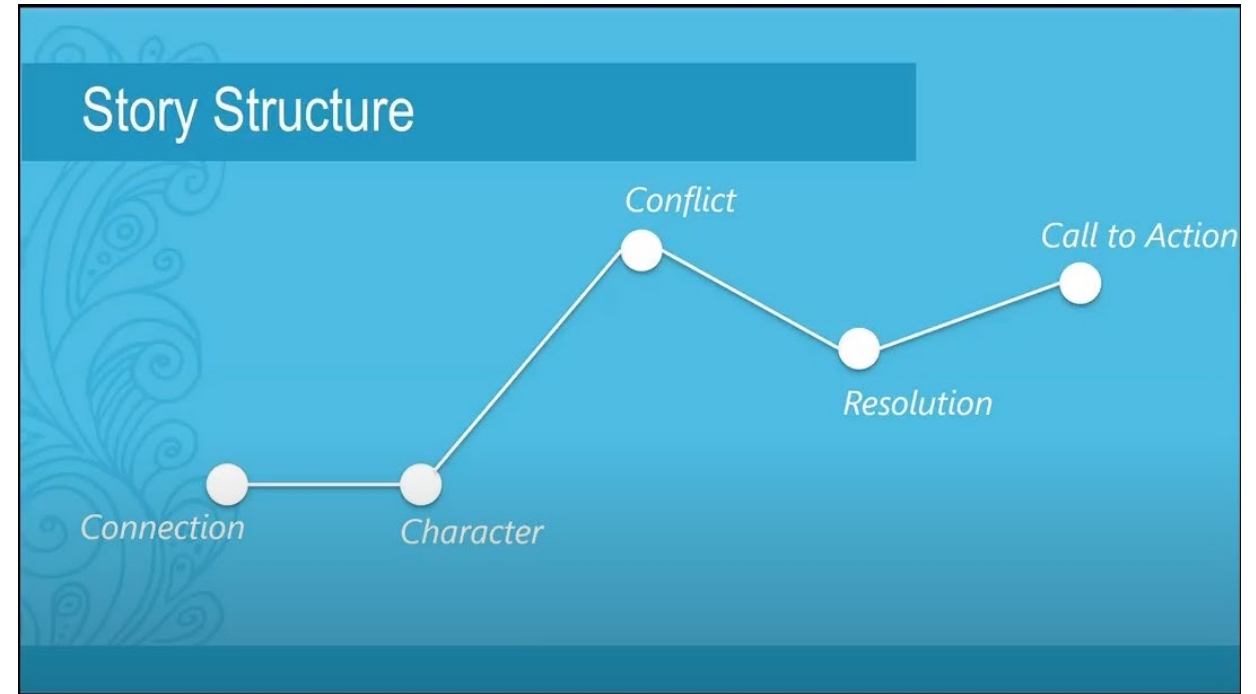 Story Structure
Conflict
Call to Action
Resolution
Connection
Character